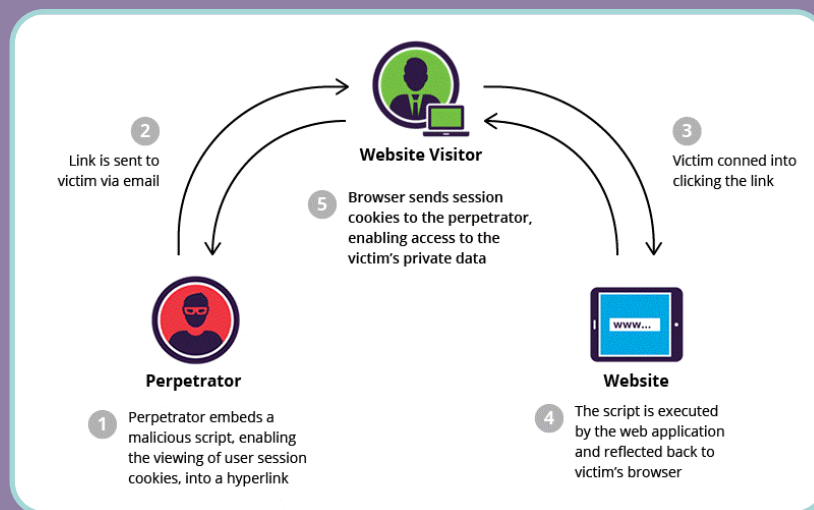 2
Link is sent to
victim via email
Website Visitor
3
Victim conned into
clicking the link
5
Browser sends session
cookies to the perpetrator,
enabling access to the
victim's private data
Perpetrator
1
Perpetrator embeds a
malicious script, enabling
the viewing of user session
cookies, into a hyperlink
www...
Website
4
The script is executed
by the web application
and reflected back to
victim's browser